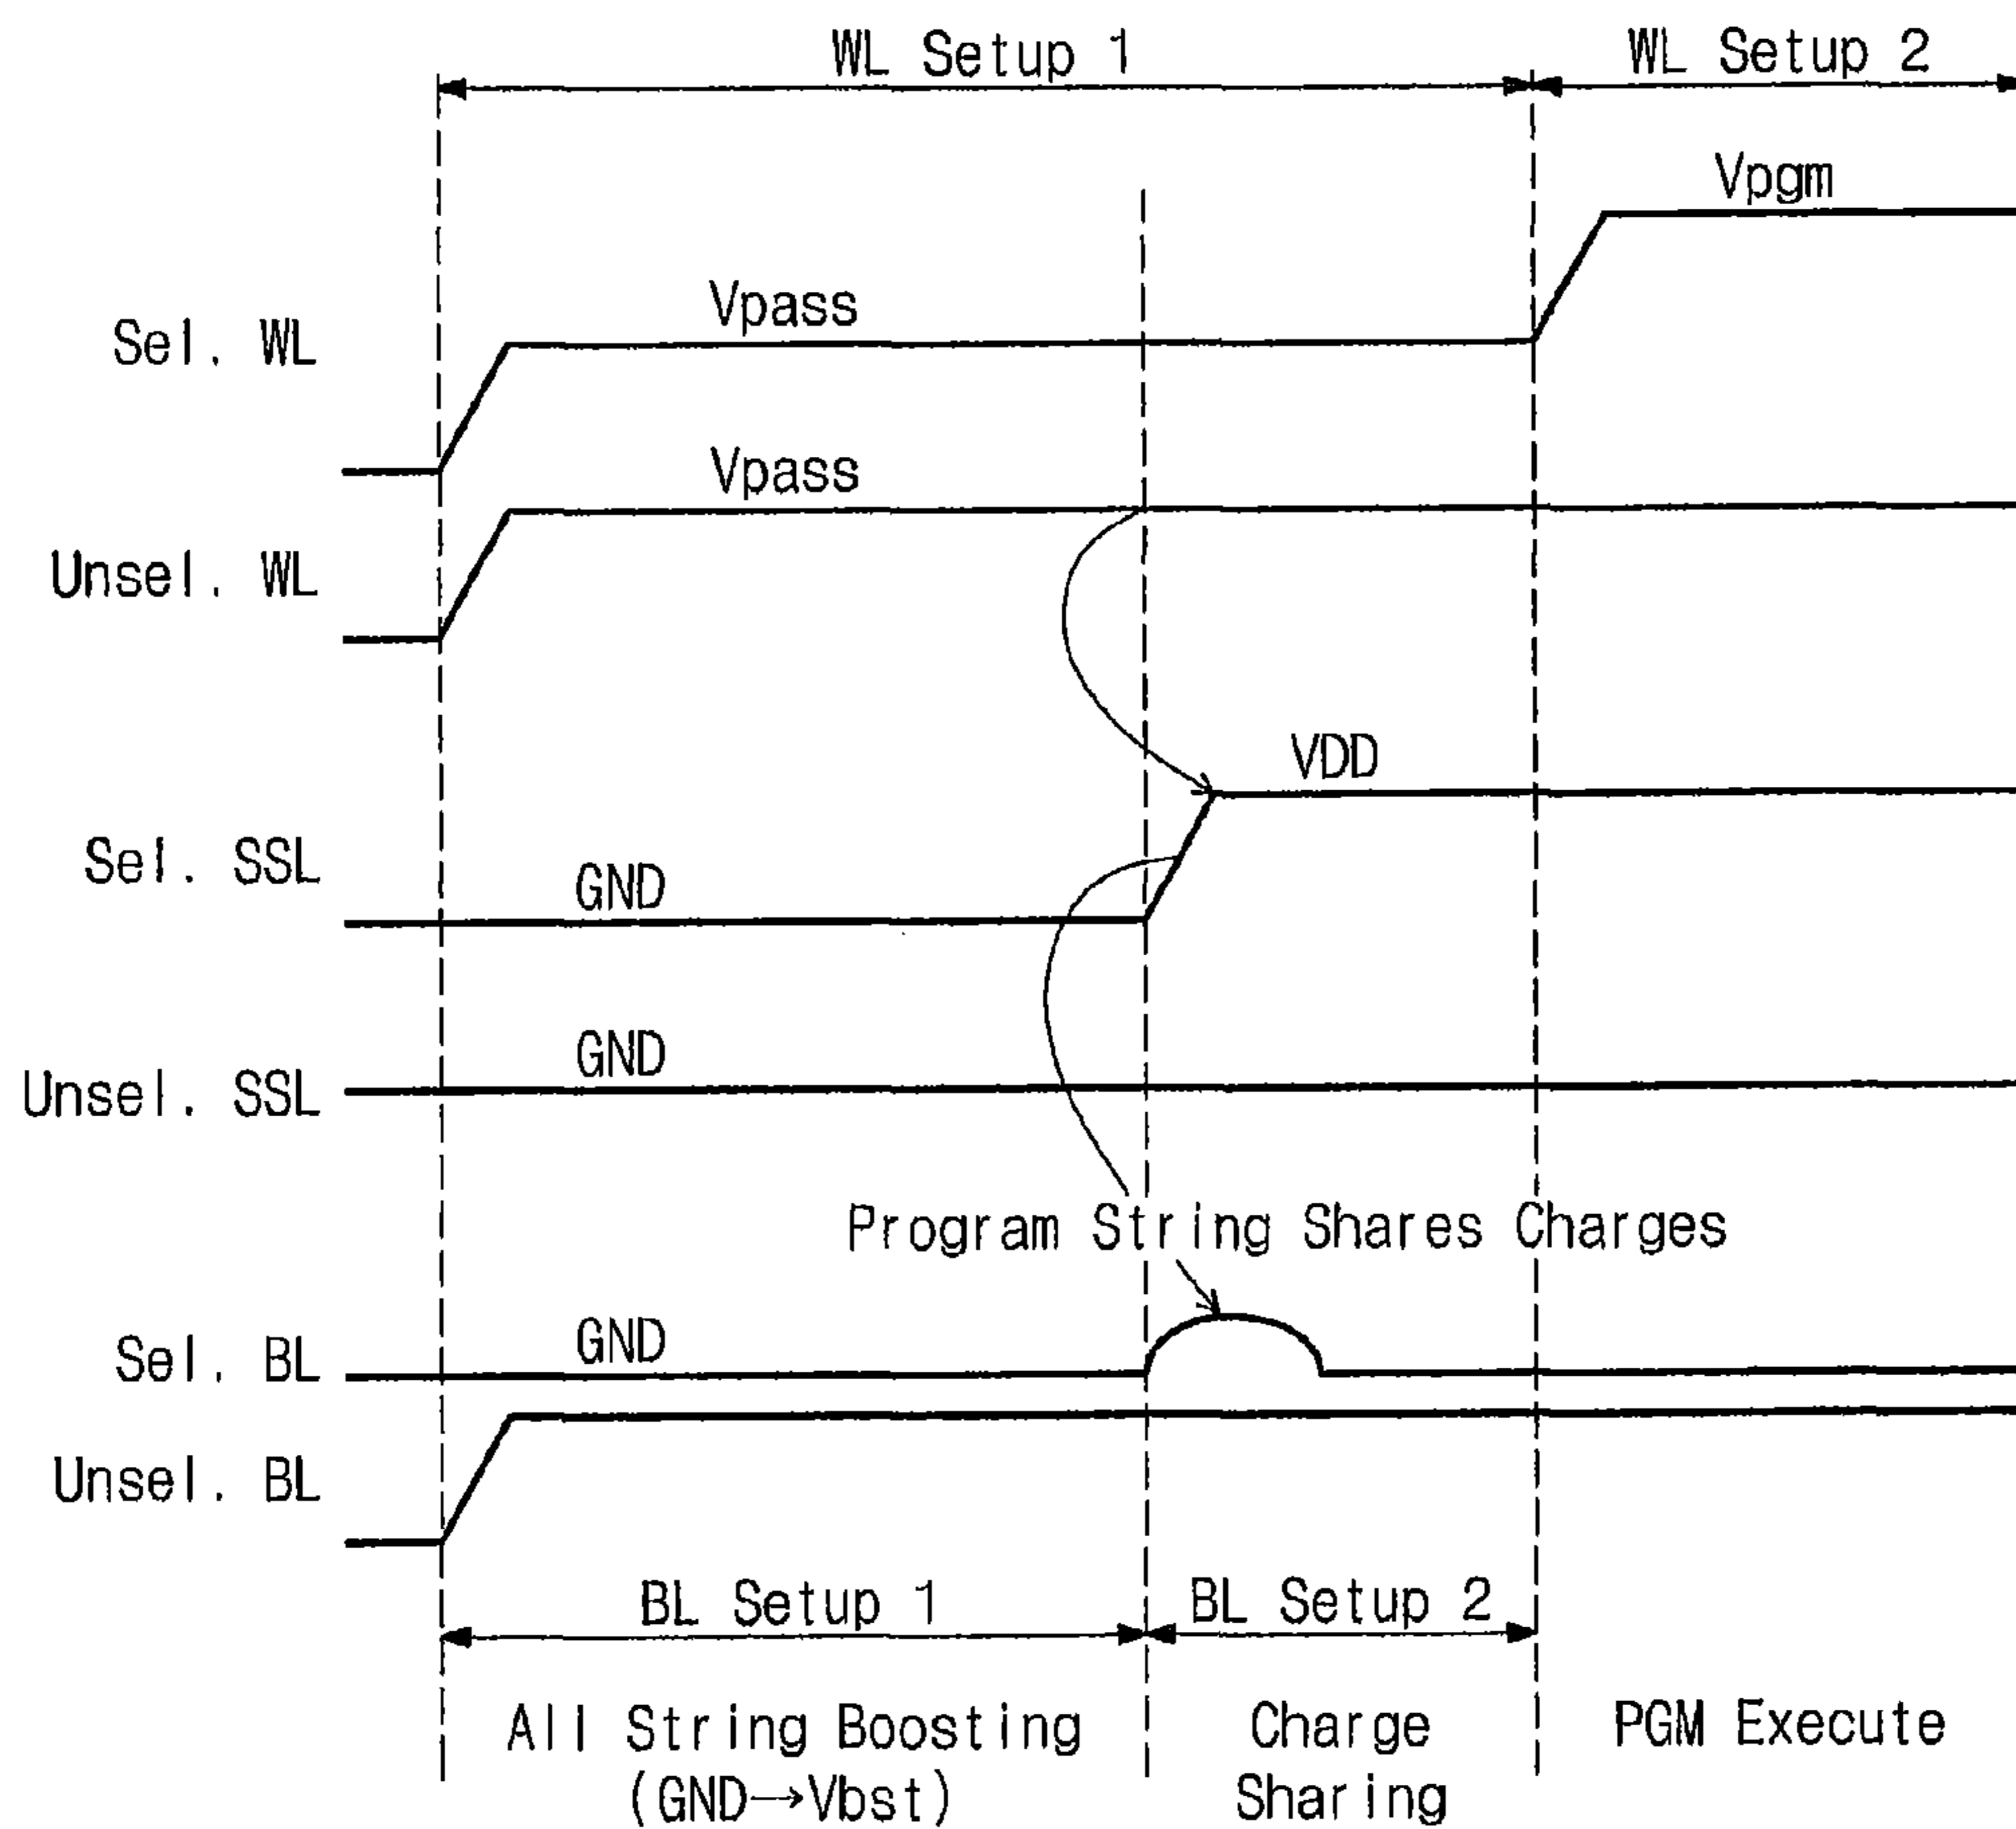 WL Setup 1
WL Setup 2
Vpgm
Vpass
Sel. WL
Vpass
Unsel. WL
VDD
Sel. SSL
GND
GND
Unsel. SSL
Program String Shares Charges
GND
Sel. BL
Unsel. BL
BL Setup 1
BL Setup 2
All String Boosting
(GND→Vbst)
Charge
Sharing
PGM Execute